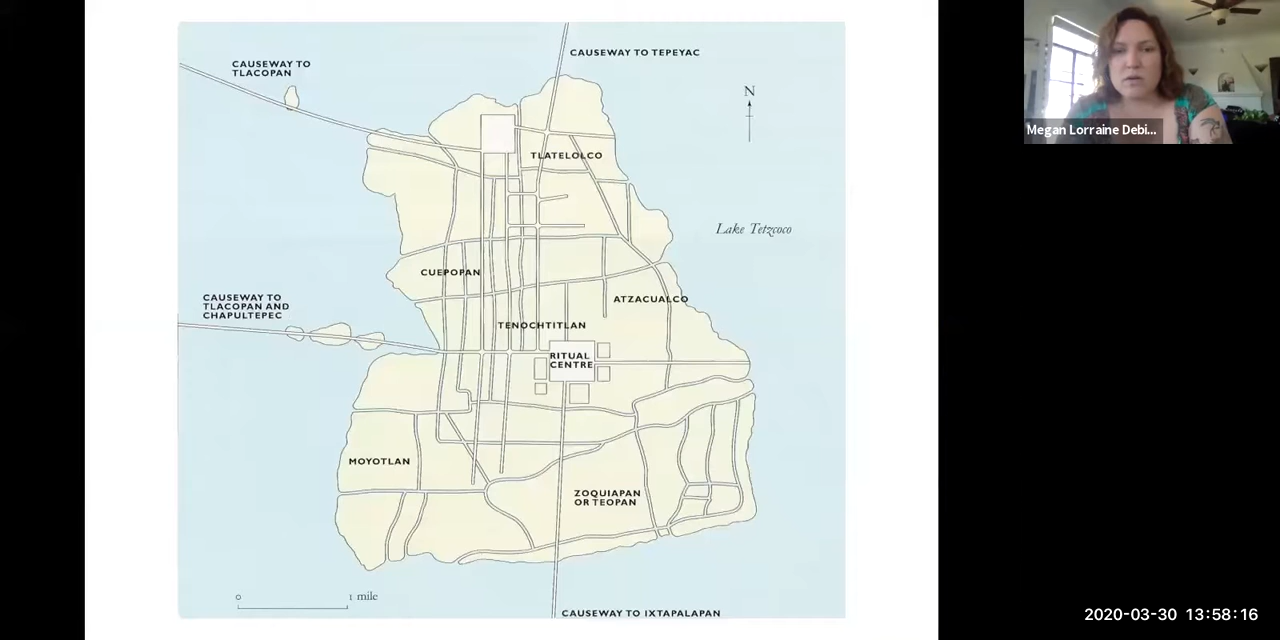 CAUSEWAY TO TEPEYAC
CAUSEWAY TO
TLACOPAN
N
TLATELOLCO
Lake Tetzcoco
CUEPOPAN
ATZACUALCO
CAUSEWAY TO
TLACOPAN AND
CHAPULTEPEC
TENOCHTITLAN
RITUAL
CENTRE
MOYOTLAN
ZOQUIAPAN
OR TEOPAN
0 1 mile
CAUSEWAY TO IXTAPALAPAN
Megan Lorraine Debi...
2020-03-30 13:58:16